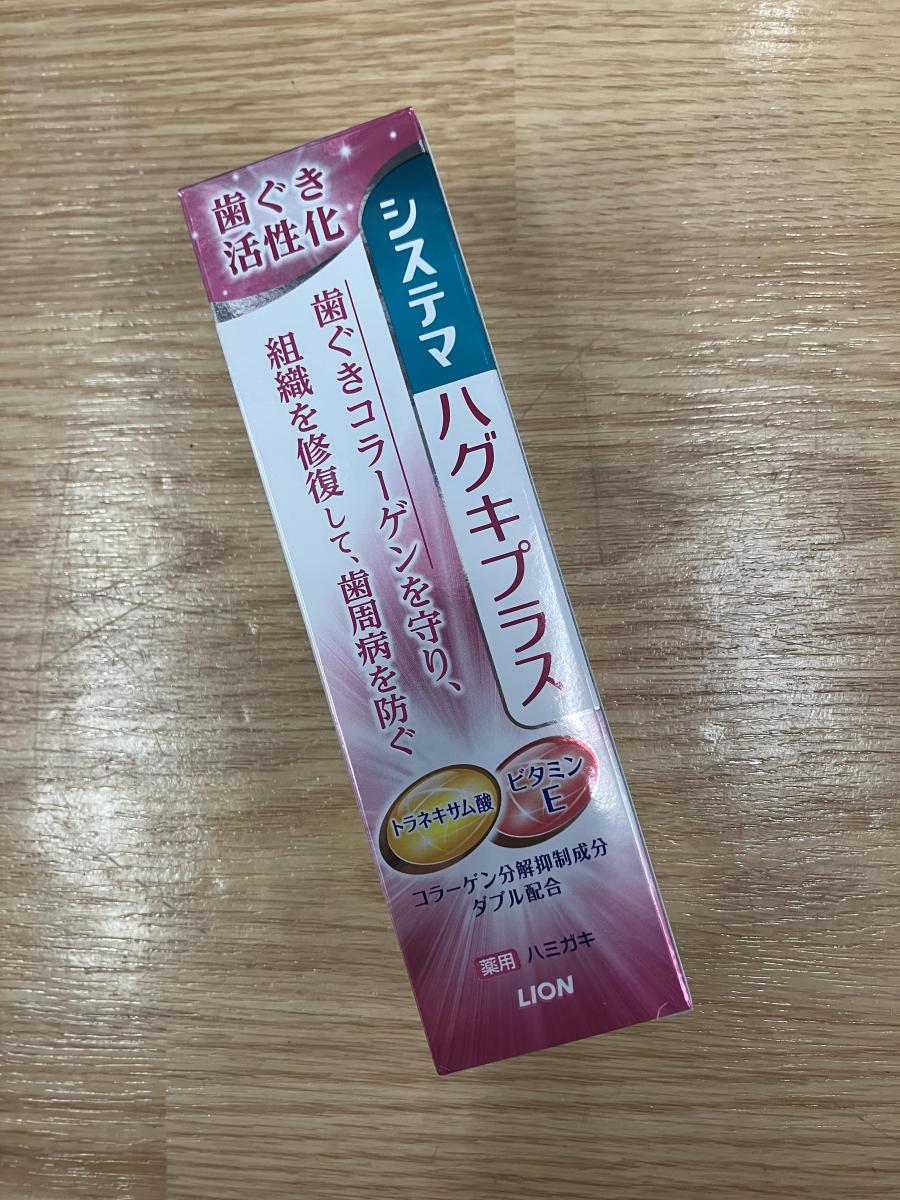 歯ぐき
活性化
システマ
ハグキプラス
歯ぐきコラーゲンを守り、
組織を修復して、歯周病を防ぐ
トラネキサム酸
ビタミン
E
コラーゲン分解抑制成分
ダブル配合
薬用 ハミガキ
LION